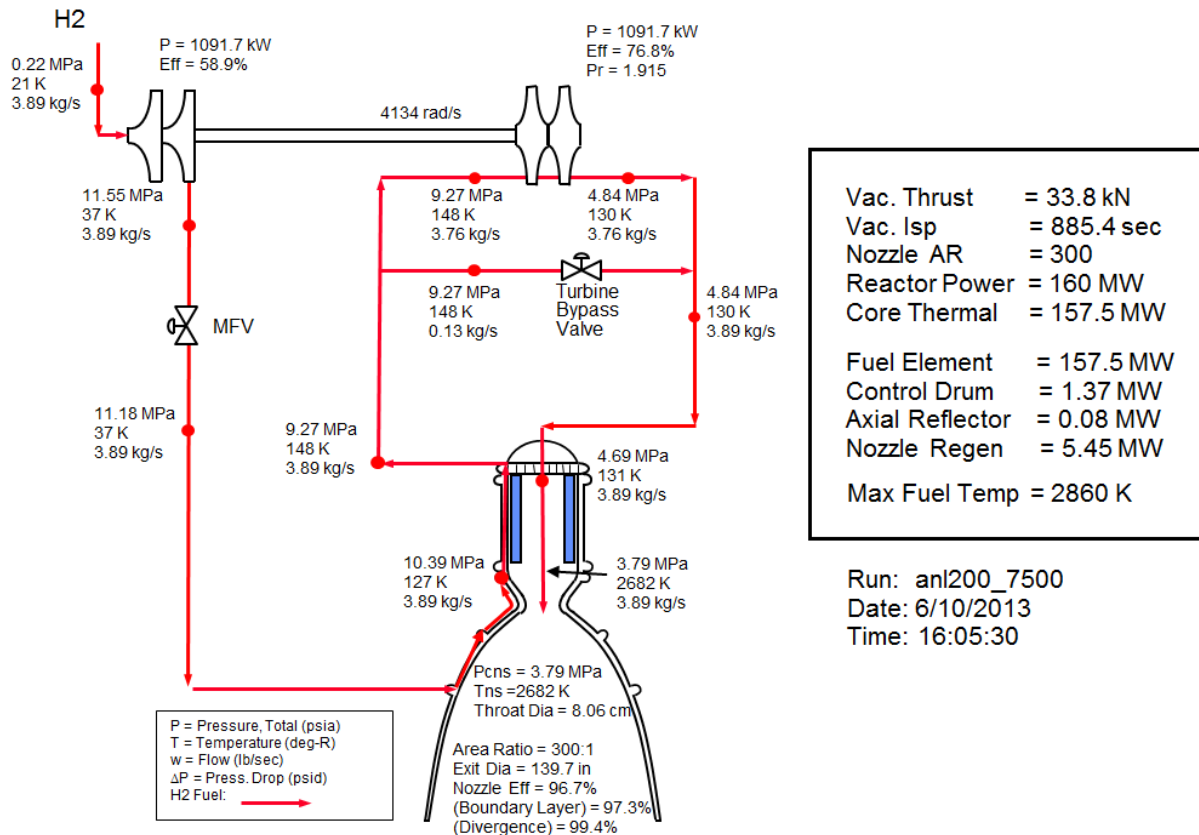 H2
0.22 MPa
21 K
3.89 kg/s
P = 1091.7 kW
Eff = 58.9%
P = 1091.7 kW
Eff = 76.8%
Pr = 1.915
4134 rad/s
11.55 MPa
37 K
3.89 kg/s
9.27 MPa
148 K
3.76 kg/s
4.84 MPa
130 K
3.76 kg/s
9.27 MPa
148 K
0.13 kg/s
Turbine
Bypass
Valve
4.84 MPa
130 K
3.89 kg/s
MFV
11.18 MPa
37 K
3.89 kg/s
9.27 MPa
148 K
3.89 kg/s
4.69 MPa
131 K
3.89 kg/s
10.39 MPa
127 K
3.89 kg/s
3.79 MPa
2682 K
3.89 kg/s
Pcns = 3.79 MPa
Tns =2682 K
Throat Dia = 8.06 cm
Area Ratio = 300:1
Exit Dia = 139.7 in
Nozzle Eff = 96.7%
(Boundary Layer) = 97.3%
(Divergence) = 99.4%
P = Pressure, Total (psia)
T = Temperature (deg-R)
w = Flow (lb/sec)
ΔP = Press. Drop (psid)
H2 Fuel:
Vac. Thrust = 33.8 kN
Vac. Isp = 885.4 sec
Nozzle AR = 300
Reactor Power = 160 MW
Core Thermal = 157.5 MW
Fuel Element = 157.5 MW
Control Drum = 1.37 MW
Axial Reflector = 0.08 MW
Nozzle Regen = 5.45 MW
Max Fuel Temp = 2860 K
Run: anl200_7500
Date: 6/10/2013
Time: 16:05:30